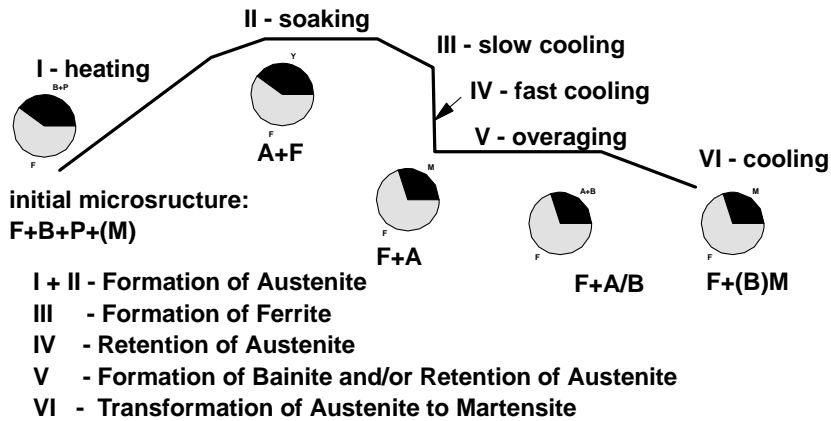 II - soaking
III - slow cooling
I - heating
IV - fast cooling
V - overaging
VI - cooling
B+P
F
Y
F
A+F
initial microsructure:
F+B+P+(M)
M
F
F+A
A+B
F
F+A/B
M
F
F+(B)M
I + II - Formation of Austenite
III - Formation of Ferrite
IV - Retention of Austenite
V - Formation of Bainite and/or Retention of Austenite
VI - Transformation of Austenite to Martensite